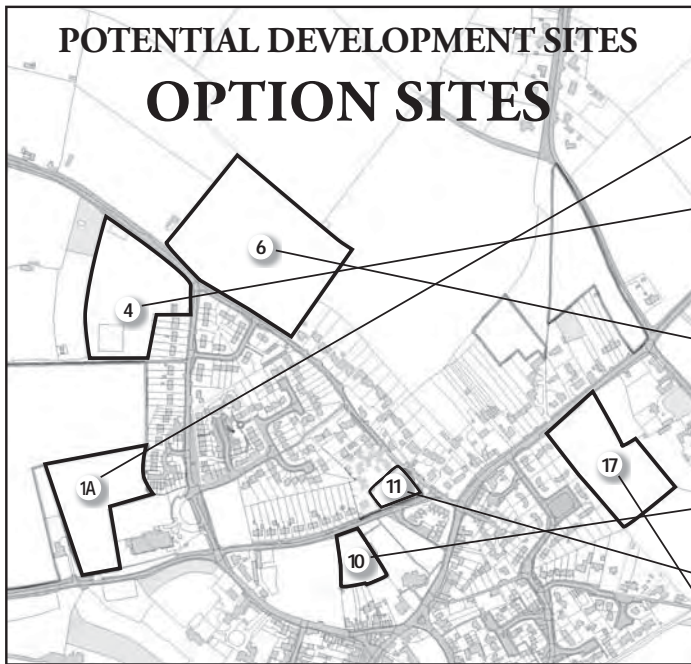 POTENTIAL DEVELOPMENT SITES
OPTION SITES
6
4
17
1A
11
10